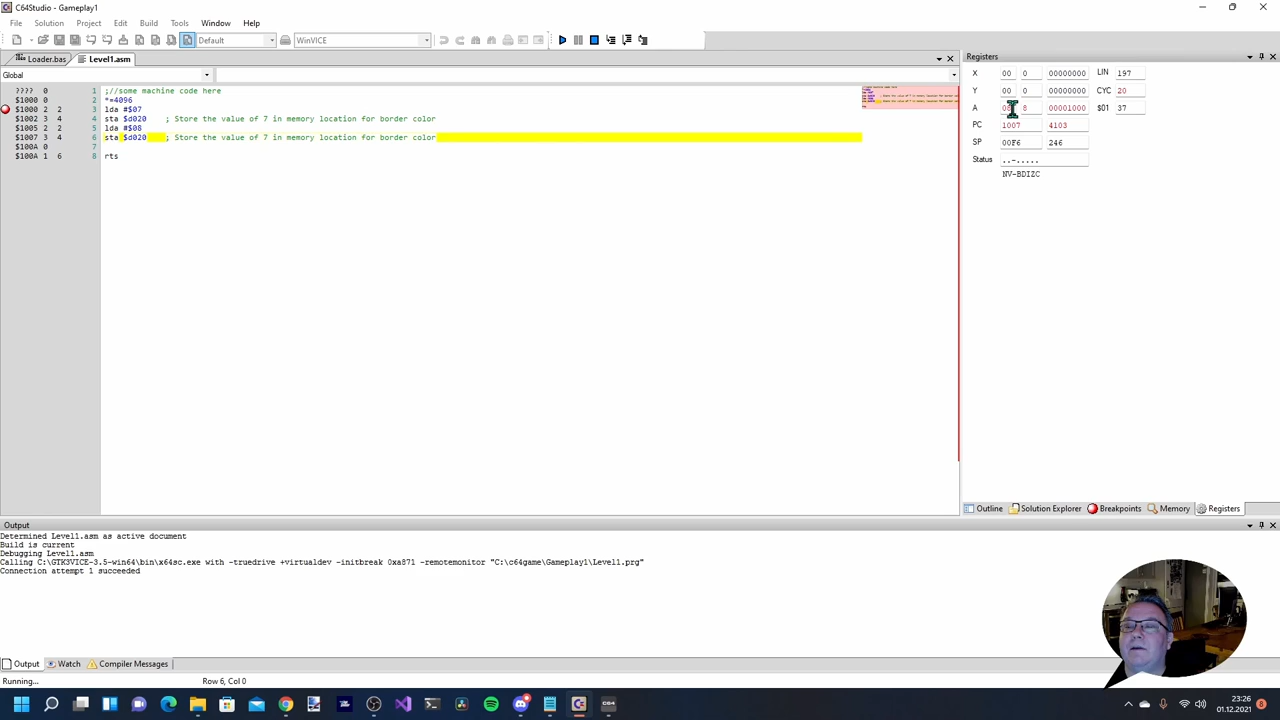 C64Studio - Gameplay1
File Solution Project Edit Build Tools Window Help
Default WinVICE
Loader.bas Level1.asm
Global
???? 0 1 ;//some machine code here
$1000 0 2 *=4096
$1000 2 2 3 lda #$07
$1002 3 4 4 sta $d020 ; Store the value of 7 in memory location for border color
$1005 2 2 5 lda #$08
$1007 3 4 6 sta $d020 ; Store the value of 7 in memory location for border color
$100A 0 7
$100A 1 6 8 rts
Registers
X 00 0 00000000 LIN 197
Y 00 0 00000000 CYC 20
A 8 00001000 $01 37
PC 1007 4103
SP 00F6 246
Status ..-.....
NV-BDIZC
Outline Solution Explorer Breakpoints Memory Registers
Output
Determined Level1.asm as active document
Build is current
Debugging Level1.asm
Calling C:\GTK3VICE-3.5-win64\bin\x64sc.exe with -truedrive +virtualdev -initbreak 0xa871 -remotemonitor "C:\c64game\Gameplay1\Level1.prg"
Connection attempt 1 succeeded
Output Watch Compiler Messages
Running... Row 6, Col 0
C64
23:26
01.12.2021